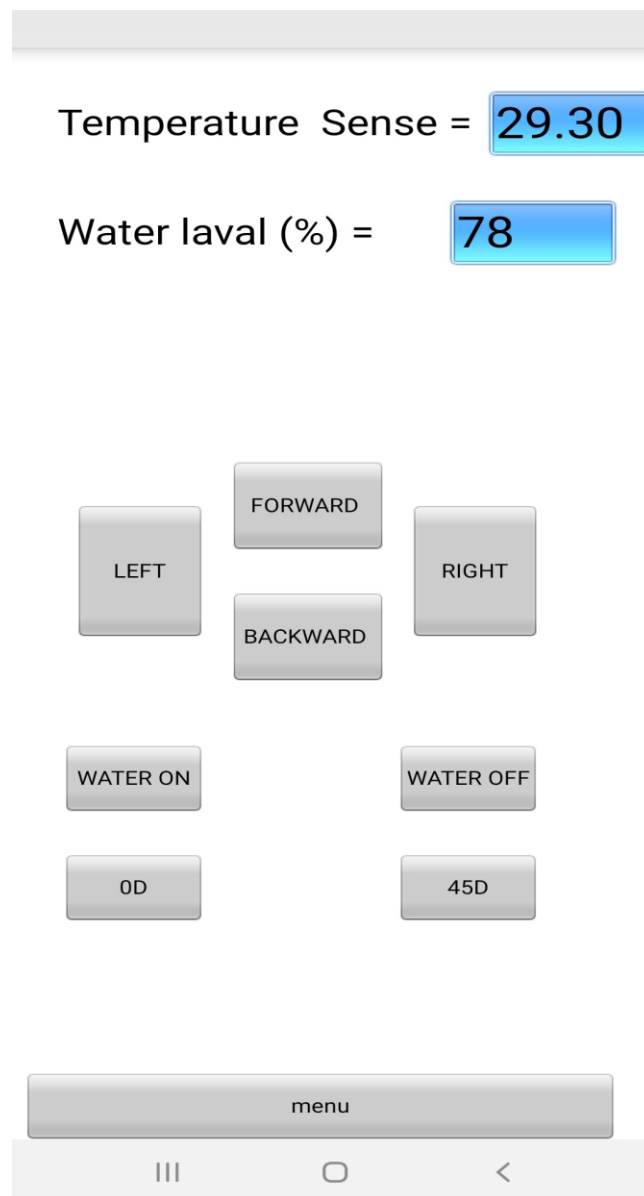 Temperature Sense = 29.30
Water laval (%) = 78
FORWARD
LEFT
RIGHT
BACKWARD
WATER ON
WATER OFF
0D
45D
menu